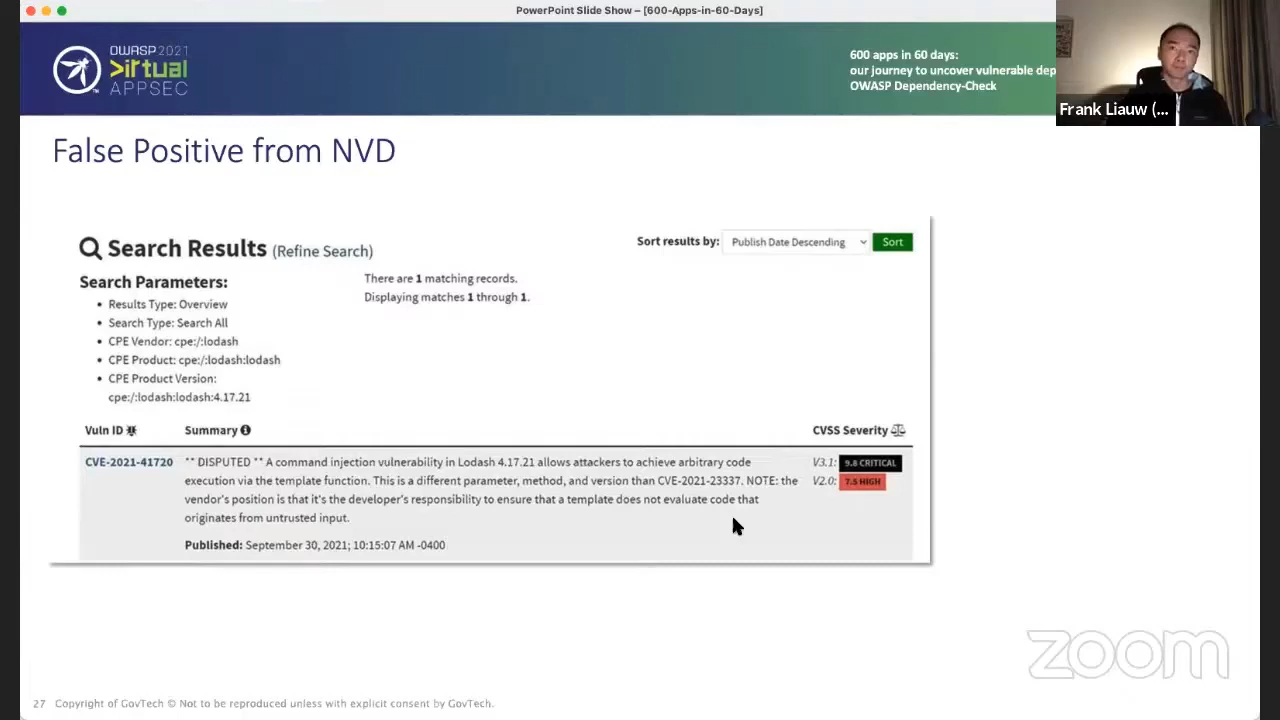 PowerPoint Slide Show – [600-Apps-in-60-Days]
OWASP 2021
Virtual
APPSEC
600 apps in 60 days:
our journey to uncover vulnerable dep
OWASP Dependency-Check
Frank Liauw (...
False Positive from NVD
Search Results (Refine Search)
Sort results by: Publish Date Descending Sort
Search Parameters:
There are 1 matching records.
Displaying matches 1 through 1.
• Results Type: Overview
• Search Type: Search All
• CPE Vendor: cpe:/:lodash
• CPE Product: cpe:/:lodash:lodash
• CPE Product Version:
cpe:/:lodash:lodash:4.17.21
Vuln ID Summary CVSS Severity
CVE-2021-41720 ** DISPUTED ** A command injection vulnerability in Lodash 4.17.21 allows attackers to achieve arbitrary code V3.1: 9.8 CRITICAL
execution via the template function. This is a different parameter, method, and version than CVE-2021-23337. NOTE: the V2.0: 7.5 HIGH
vendor's position is that it's the developer's responsibility to ensure that a template does not evaluate code that
originates from untrusted input.
Published: September 30, 2021; 10:15:07 AM -0400
zoom
27 Copyright of GovTech © Not to be reproduced unless with explicit consent by GovTech.